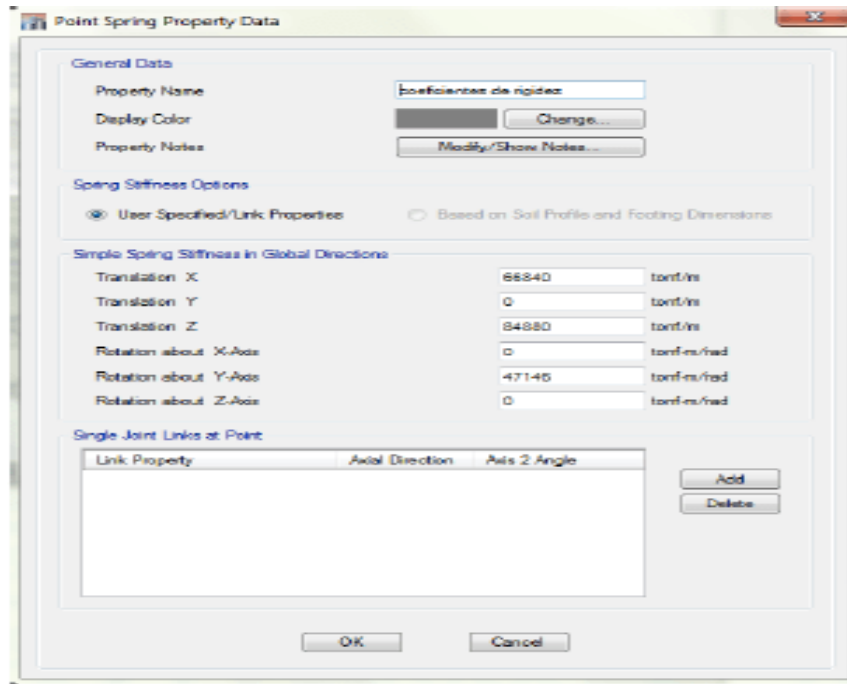 Point Spring Property Data
General Data
Property Name coeficientes de rigidez
Display Color Change...
Property Notes Modify/Show Notes...
Spring Stiffness Options
User Specified/Link Properties Based on Soil Profile and Footing Dimensions
Simple Spring Stiffness in Global Directions
Translation X 66840 tonf/m
Translation Y 0 tonf/m
Translation Z 84880 tonf/m
Rotation about X-Axis 0 tonf-m/rad
Rotation about Y-Axis 47146 tonf-m/rad
Rotation about Z-Axis 0 tonf-m/rad
Single Joint Links at Point
Link Property Axial Direction Axis 2 Angle
Add
Delete
OK Cancel